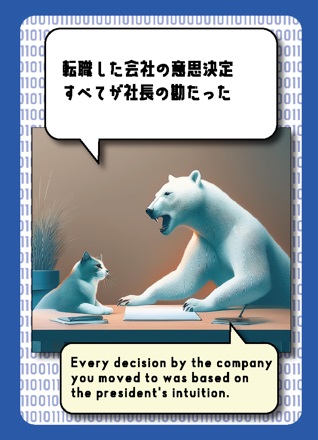 転職した会社の意思決定
すべてが社長の勘だった
Every decision by the company
you moved to was based on
the president's intuition.